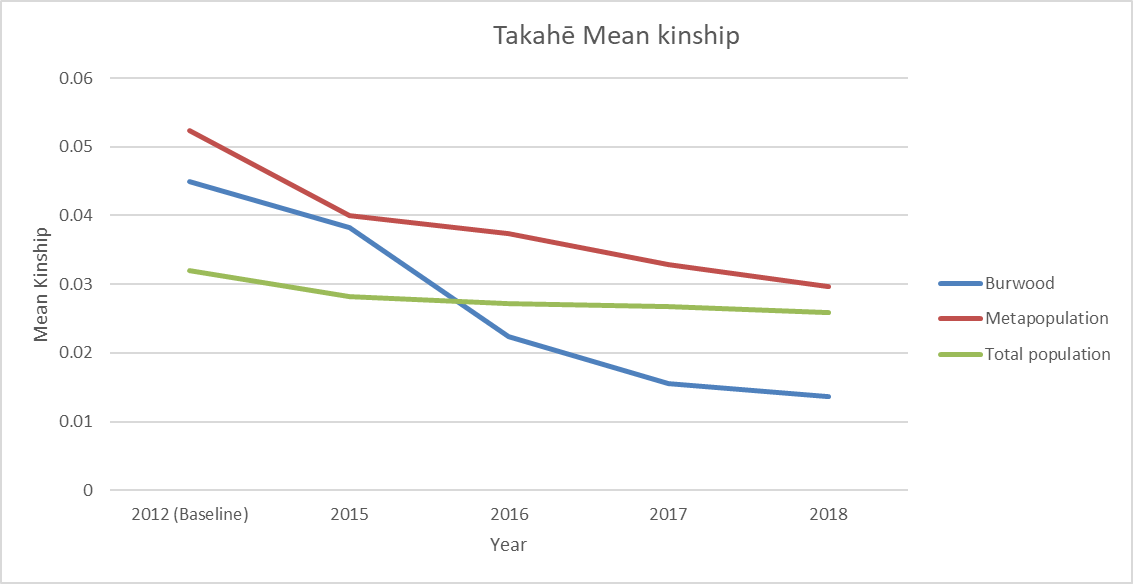 Takahē Mean kinship
0.06
0.05
0.04
0.03
0.02
0.01
0
Mean Kinship
2012 (Baseline) 2015 2016 2017 2018
Year
Burwood
Metapopulation
Total population